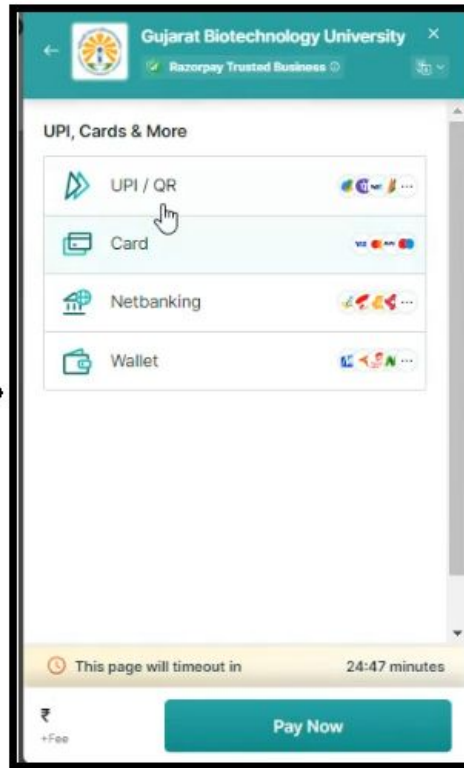 Gujarat Biotechnology University
Razorpay Trusted Business
UPI, Cards & More
UPI / QR
Card
Netbanking
Wallet
This page will timeout in 24:47 minutes
₹
+Fee
Pay Now